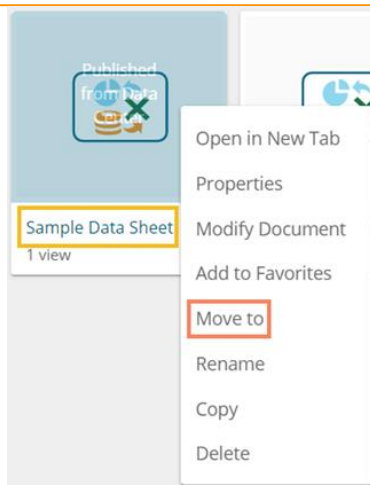 Published
from Data
Sample Data Sheet
1 view
Open in New Tab
Properties
Modify Document
Add to Favorites
Move to
Rename
Copy
Delete